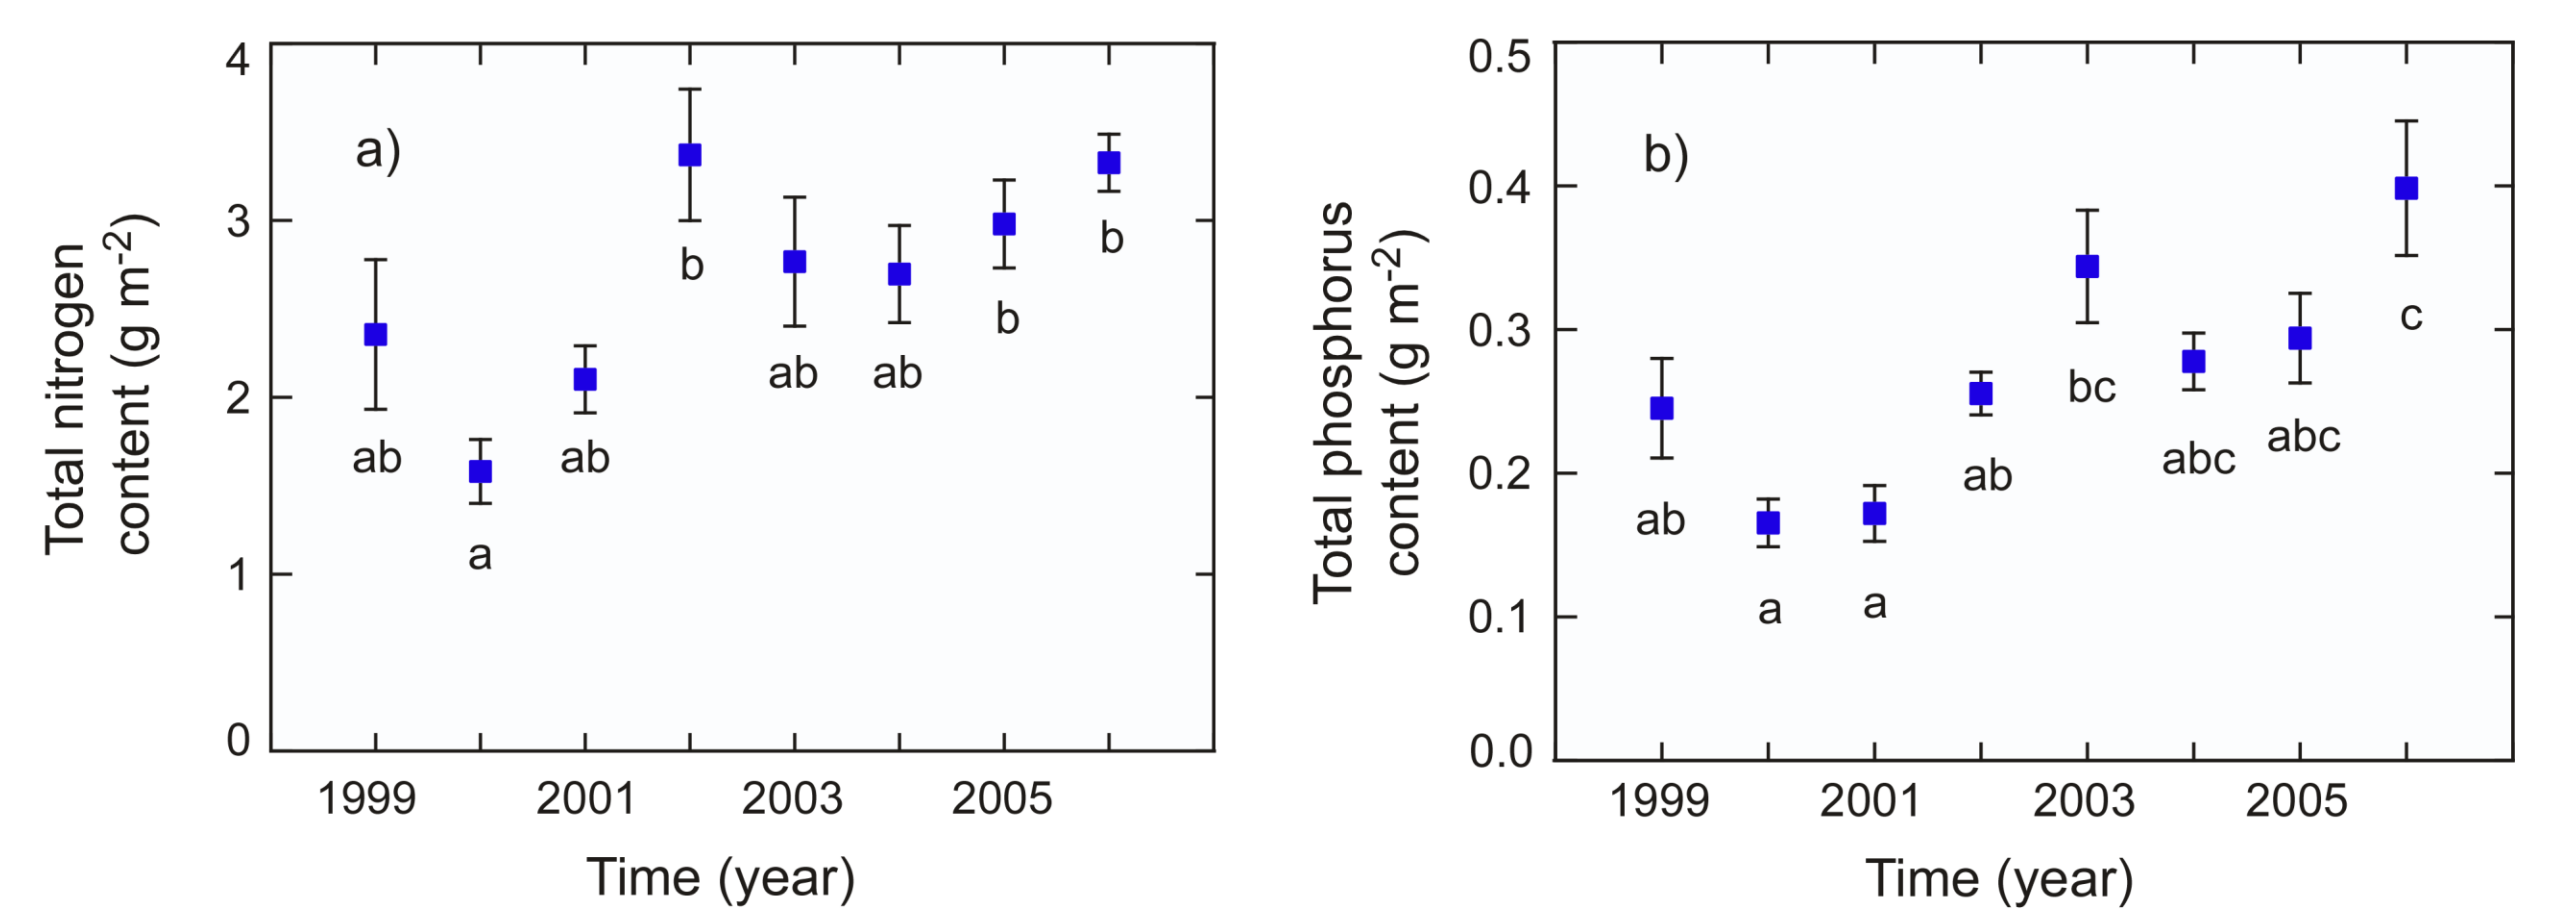 Total nitrogen
content (g m-2)
4
3
2
1
0
a)
ab
a
ab
b
ab
ab
b
b
1999
2001
2003
2005
Time (year)
Total phosphorus
content (g m-2)
0.5
0.4
0.3
0.2
0.1
0.0
b)
ab
a
a
ab
bc
abc
abc
c
1999
2001
2003
2005
Time (year)